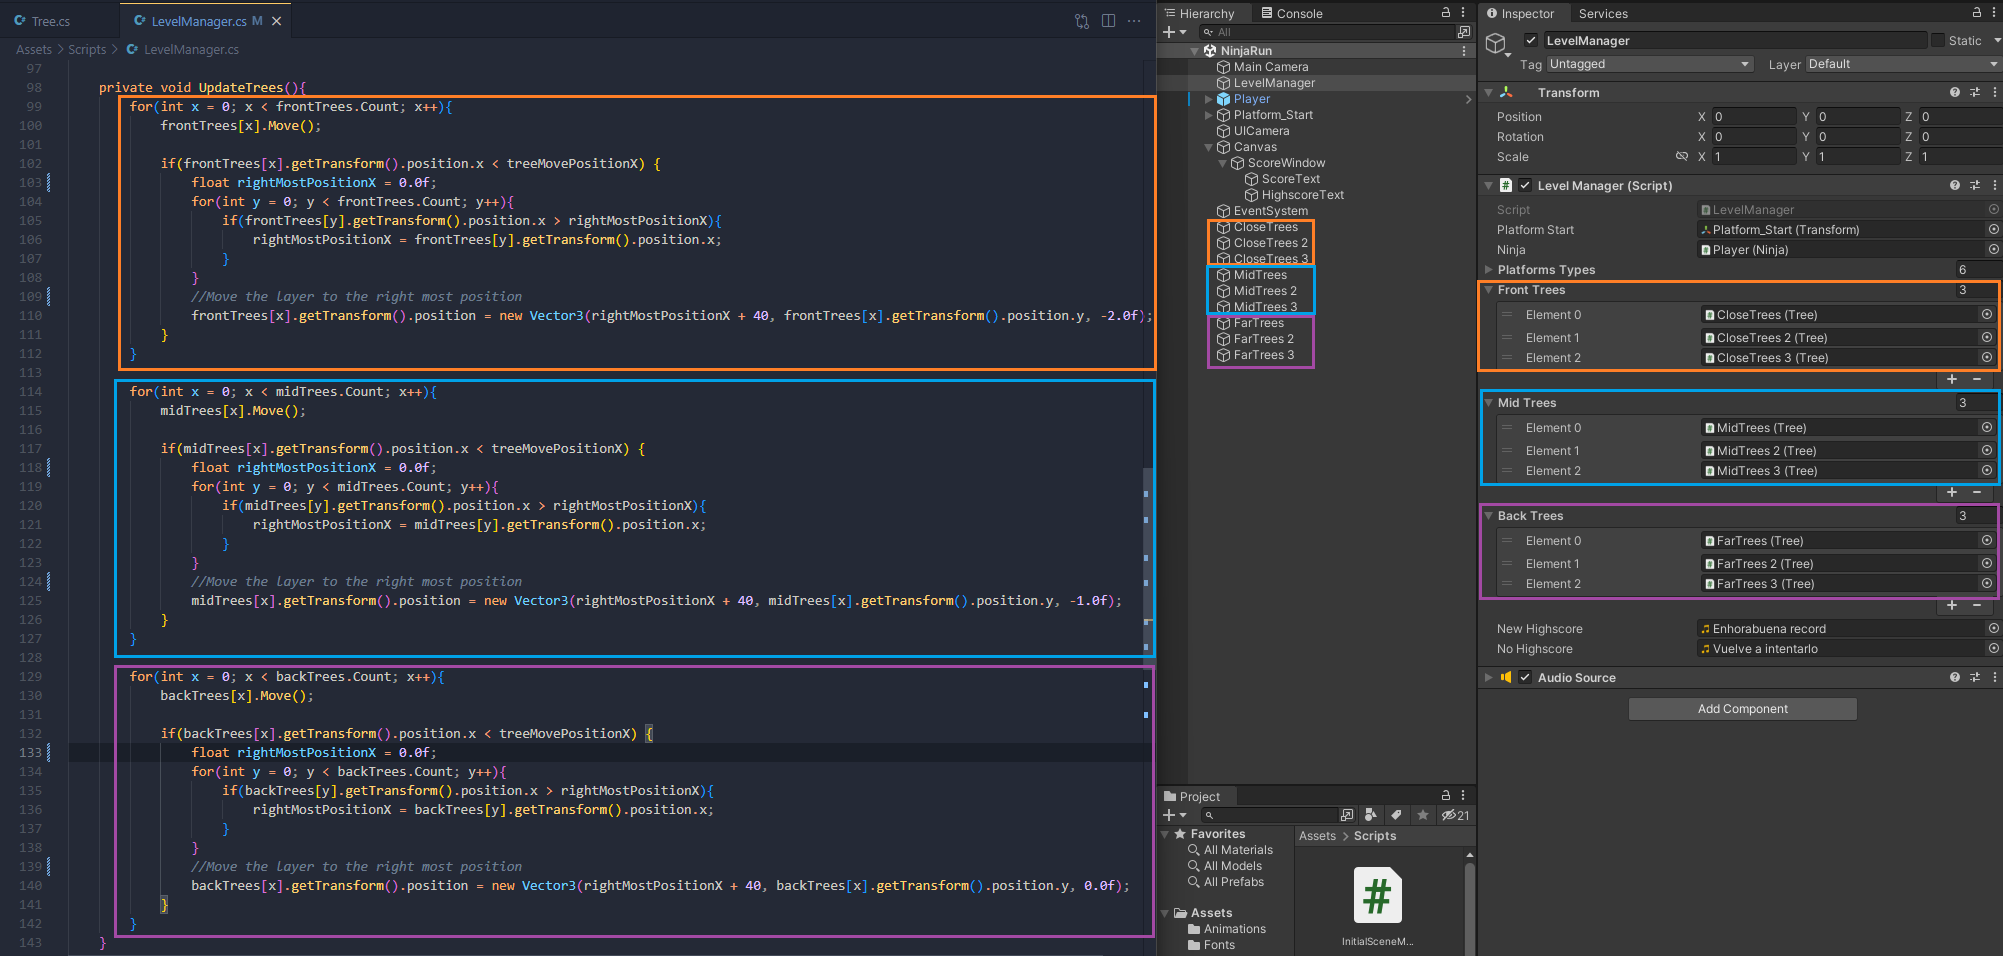 Tree.cs
LevelManager.cs M
Assets > Scripts > LevelManager.cs
97
98 private void UpdateTrees(){
99 for(int x = 0; x < frontTrees.Count; x++){
100 frontTrees[x].Move();
101
102 if(frontTrees[x].getTransform().position.x < treeMovePositionX) {
103 float rightMostPositionX = 0.0f;
104 for(int y = 0; y < frontTrees.Count; y++){
105 if(frontTrees[y].getTransform().position.x > rightMostPositionX){
106 rightMostPositionX = frontTrees[y].getTransform().position.x;
107 }
108 }
109 //Move the layer to the right most position
110 frontTrees[x].getTransform().position = new Vector3(rightMostPositionX + 40, frontTrees[x].getTransform().position.y, -2.0f);
111 }
112 }
113
114 for(int x = 0; x < midTrees.Count; x++){
115 midTrees[x].Move();
116
117 if(midTrees[x].getTransform().position.x < treeMovePositionX) {
118 float rightMostPositionX = 0.0f;
119 for(int y = 0; y < midTrees.Count; y++){
120 if(midTrees[y].getTransform().position.x > rightMostPositionX){
121 rightMostPositionX = midTrees[y].getTransform().position.x;
122 }
123 }
124 //Move the layer to the right most position
125 midTrees[x].getTransform().position = new Vector3(rightMostPositionX + 40, midTrees[x].getTransform().position.y, -1.0f);
126 }
127 }
128
129 for(int x = 0; x < backTrees.Count; x++){
130 backTrees[x].Move();
131
132 if(backTrees[x].getTransform().position.x < treeMovePositionX) {
133 float rightMostPositionX = 0.0f;
134 for(int y = 0; y < backTrees.Count; y++){
135 if(backTrees[y].getTransform().position.x > rightMostPositionX){
136 rightMostPositionX = backTrees[y].getTransform().position.x;
137 }
138 }
139 //Move the layer to the right most position
140 backTrees[x].getTransform().position = new Vector3(rightMostPositionX + 40, backTrees[x].getTransform().position.y, 0.0f);
141 }
142 }
143 }
Hierarchy
Console
All
NinjaRun
Main Camera
LevelManager
Player
Platform_Start
UICamera
Canvas
ScoreWindow
ScoreText
HighscoreText
EventSystem
CloseTrees
CloseTrees 2
CloseTrees 3
MidTrees
MidTrees 2
MidTrees 3
FarTrees
FarTrees 2
FarTrees 3
Project
21
Favorites
All Materials
All Models
All Prefabs
Assets
Animations
Fonts
Assets > Scripts
#
InitialSceneM...
Inspector
Services
LevelManager
Static
Tag Untagged
Layer Default
Transform
Position X 0 Y 0 Z 0
Rotation X 0 Y 0 Z 0
Scale X 1 Y 1 Z 1
# Level Manager (Script)
Script # LevelManager
Platform Start Platform_Start (Transform)
Ninja # Player (Ninja)
Platforms Types 6
Front Trees 3
Element 0 # CloseTrees (Tree)
Element 1 # CloseTrees 2 (Tree)
Element 2 # CloseTrees 3 (Tree)
+ −
Mid Trees 3
Element 0 # MidTrees (Tree)
Element 1 # MidTrees 2 (Tree)
Element 2 # MidTrees 3 (Tree)
+ −
Back Trees 3
Element 0 # FarTrees (Tree)
Element 1 # FarTrees 2 (Tree)
Element 2 # FarTrees 3 (Tree)
+ −
New Highscore Enhorabuena record
No Highscore Vuelve a intentarlo
Audio Source
Add Component